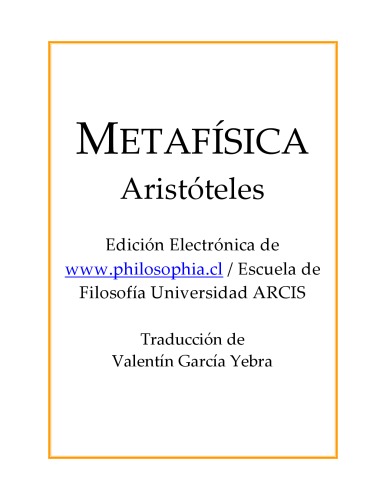 METAFÍSICA
Aristóteles
Edición Electrónica de
www.philosophia.cl / Escuela de
Filosofía Universidad ARCIS
Traducción de
Valentín García Yebra